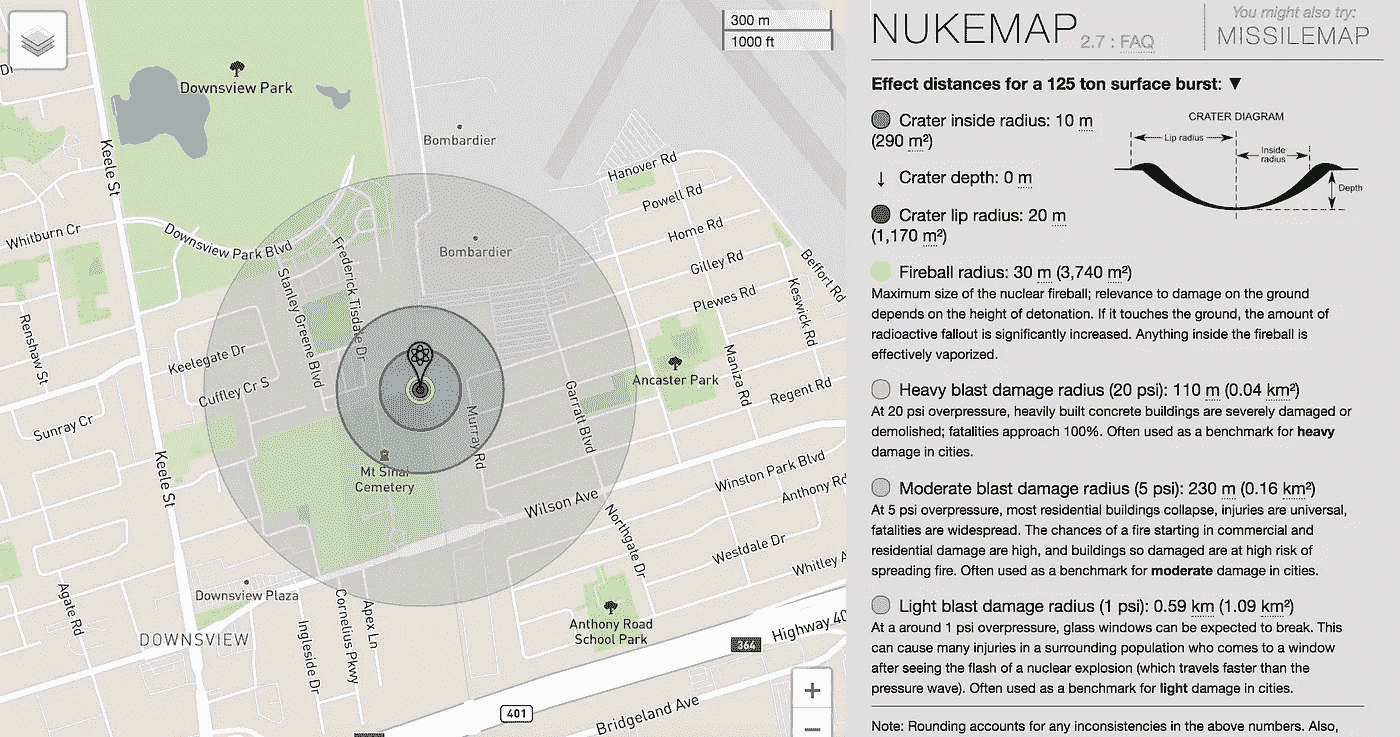 300 m
1000 ft
Downsview Park
Bombardier
Hanover Rd
Powell Rd
Home Rd
Gilley Rd
Plewes Rd
Beffort Rd
Keswick Rd
Keele St
Whitburn Cr
Downsview Park Blvd
Bombardier
Frederick Tisdale Dr
Stanley Greene Blvd
Renshaw St
Keelegate Dr
Cuffley Cr S
Sunray Cr
Ancaster Park
Maniza Rd
Regent Rd
Garratt Blvd
Murray Rd
Mt Sinai
Cemetery
Keele St
Wilson Ave
Winston Park Blvd
Anthony Rd
Northgate Dr
Westdale Dr
Whitley A
Downsview Plaza
Agate Rd
DOWNSVIEW
Ingleside Dr
Cornelius Pkwy
Apex Ln
Anthony Road
School Park
364
Highway 40
401
Bridgeland Ave
+
−
NUKEMAP 2.7 : FAQ
You might also try:
MISSILEMAP
Effect distances for a 125 ton surface burst: ▼
Crater inside radius: 10 m
(290 m²)
↓ Crater depth: 0 m
Crater lip radius: 20 m
(1,170 m²)
CRATER DIAGRAM
Lip radius
Inside
radius
Depth
Fireball radius: 30 m (3,740 m²)
Maximum size of the nuclear fireball; relevance to damage on the ground
depends on the height of detonation. If it touches the ground, the amount of
radioactive fallout is significantly increased. Anything inside the fireball is
effectively vaporized.
Heavy blast damage radius (20 psi): 110 m (0.04 km²)
At 20 psi overpressure, heavily built concrete buildings are severely damaged or
demolished; fatalities approach 100%. Often used as a benchmark for heavy
damage in cities.
Moderate blast damage radius (5 psi): 230 m (0.16 km²)
At 5 psi overpressure, most residential buildings collapse, injuries are universal,
fatalities are widespread. The chances of a fire starting in commercial and
residential damage are high, and buildings so damaged are at high risk of
spreading fire. Often used as a benchmark for moderate damage in cities.
Light blast damage radius (1 psi): 0.59 km (1.09 km²)
At a around 1 psi overpressure, glass windows can be expected to break. This
can cause many injuries in a surrounding population who comes to a window
after seeing the flash of a nuclear explosion (which travels faster than the
pressure wave). Often used as a benchmark for light damage in cities.
Note: Rounding accounts for any inconsistencies in the above numbers. Also,